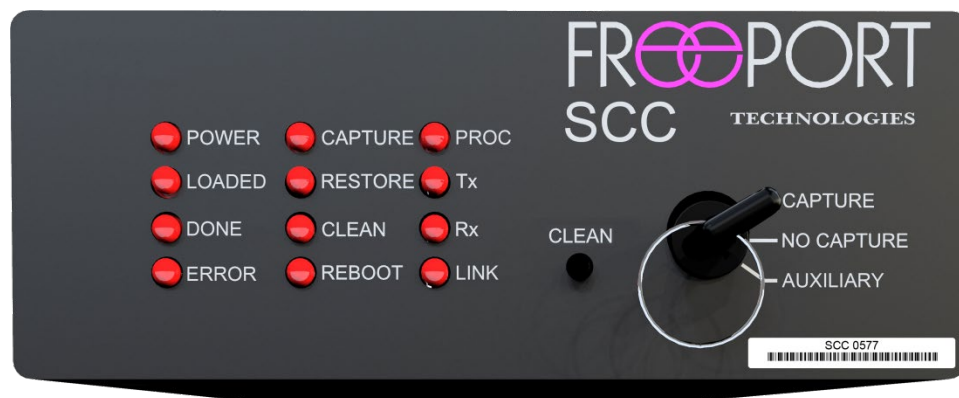 FREEPORT
SCC TECHNOLOGIES
POWER CAPTURE PROC
LOADED RESTORE Tx
DONE CLEAN Rx
ERROR REBOOT LINK
CLEAN
CAPTURE
NO CAPTURE
AUXILIARY
SCC 0577